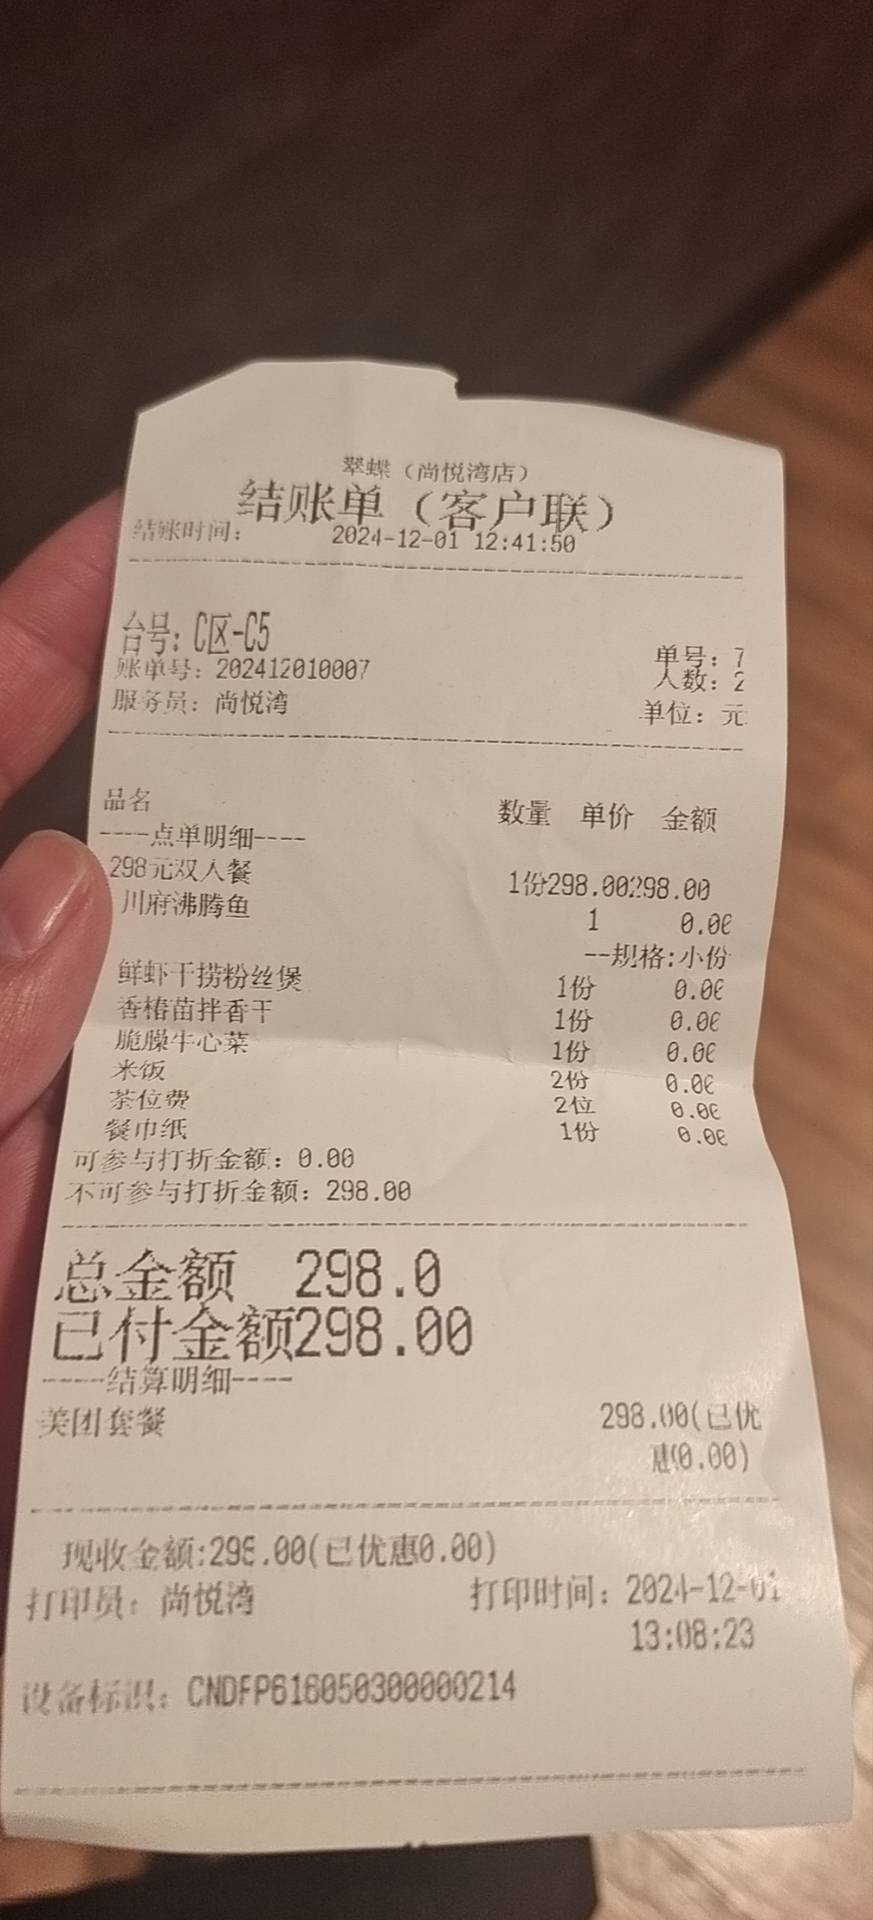 翠蝶（尚悦湾店）
结账单（客户联）
结账时间： 2024-12-01 12:41:50
台号：C区-C5
单号：7
账单号：202412010007
人数：2
服务员：尚悦湾
单位：元
品名 数量 单价 金额
----点单明细----
298元双人餐 1份298.00298.00
川府沸腾鱼 1 0.00
--规格:小份
鲜虾干捞粉丝煲 1份 0.00
香椿苗拌香干 1份 0.00
脆臊牛心菜 1份 0.00
米饭 2份 0.00
茶位费 2位 0.00
餐巾纸 1份 0.00
可参与打折金额：0.00
不可参与打折金额：298.00
总金额 298.0
已付金额298.00
----结算明细----
美团套餐 298.00(已优
惠0.00)
现收金额:298.00(已优惠0.00)
打印员：尚悦湾 打印时间：2024-12-01
13:08:23
设备标识：CNDFP616050300000214